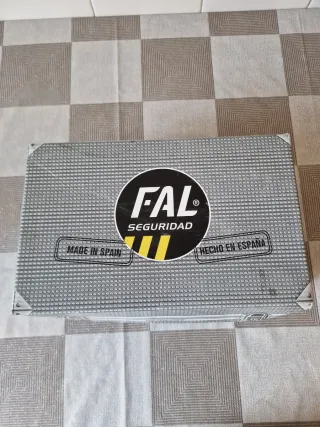 FAL®
SEGURIDAD
MADE IN SPAIN
HECHO EN ESPAÑA